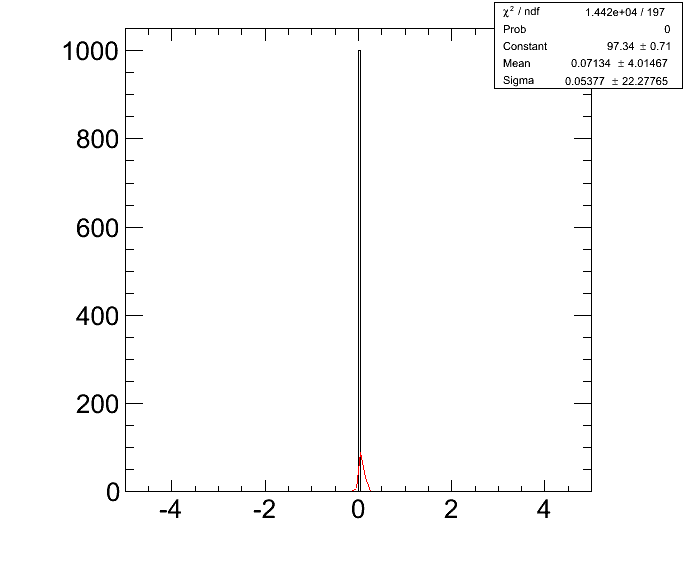 χ² / ndf 1.442e+04 / 197
Prob 0
Constant 97.34 ± 0.71
Mean 0.07134 ± 4.01467
Sigma 0.05377 ± 22.27765
1000
800
600
400
200
0
-4 -2 0 2 4